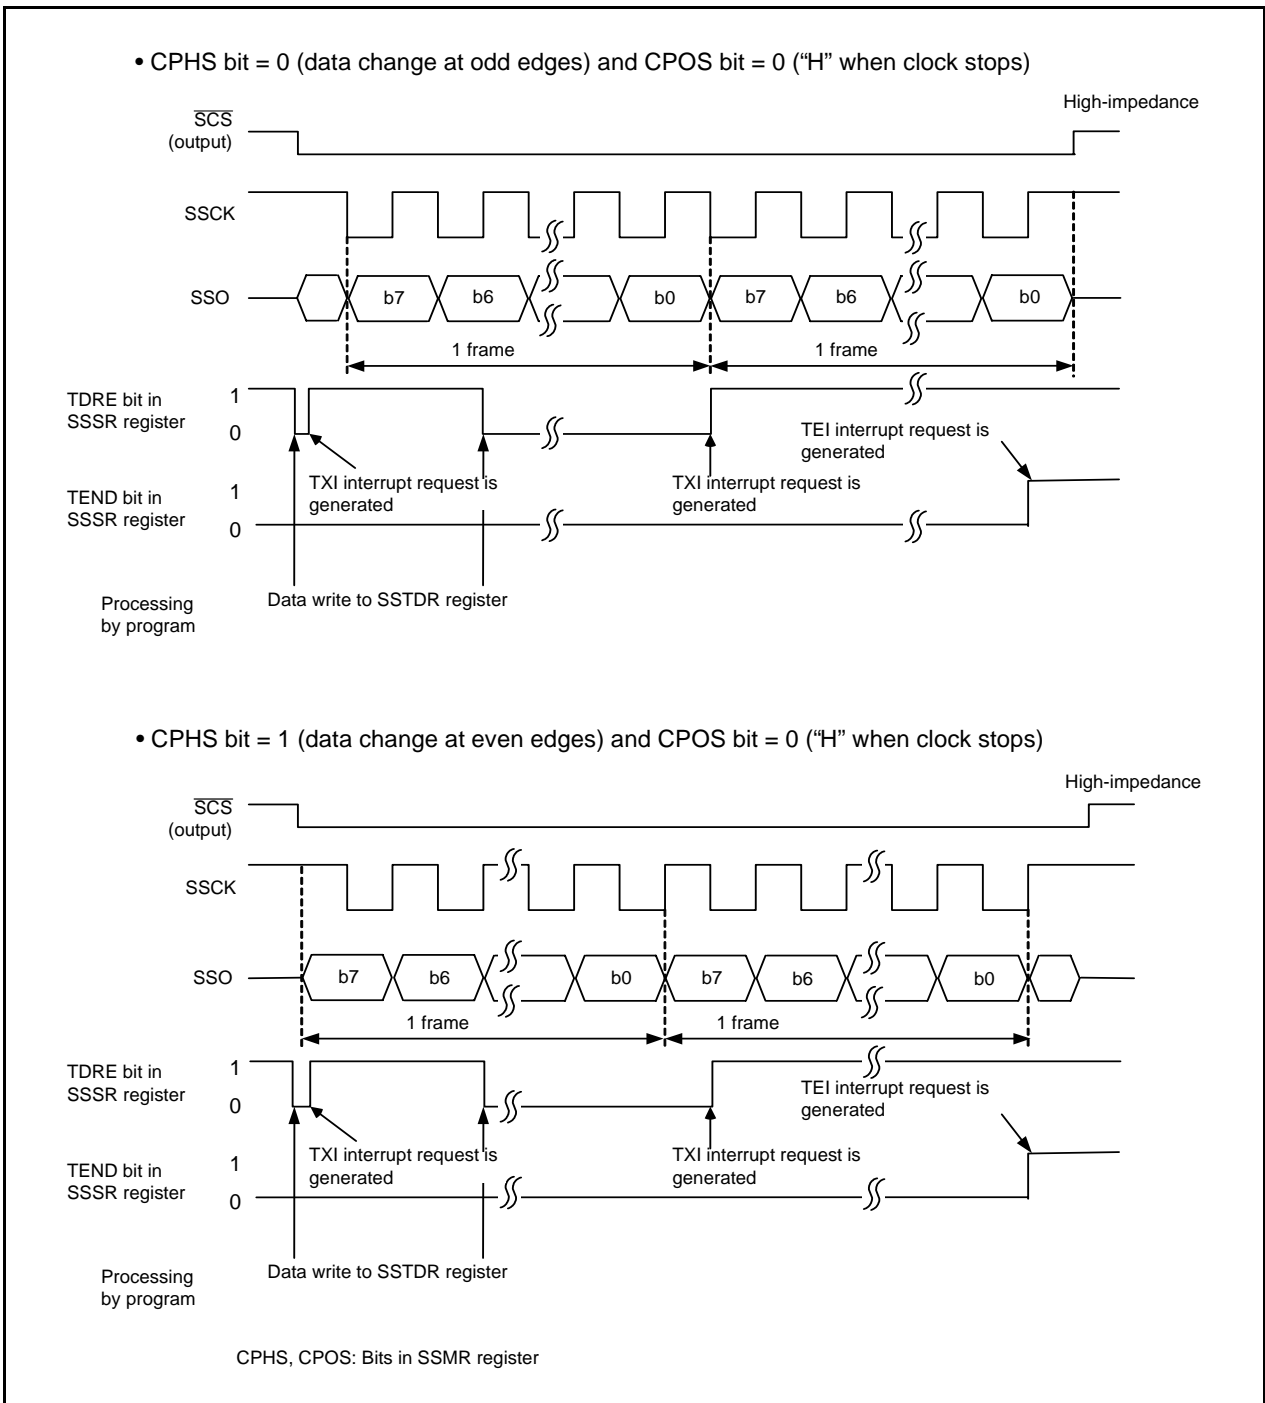 • CPHS bit = 0 (data change at odd edges) and CPOS bit = 0 (“H” when clock stops)
High-impedance
SCS
(output)
SSCK
SSO
b7 b6 b0 b7 b6 b0
1 frame 1 frame
TDRE bit in
SSSR register
1
0
TEI interrupt request is
generated
TXI interrupt request is
generated
TXI interrupt request is
generated
TEND bit in
SSSR register
1
0
Processing
by program
Data write to SSTDR register
• CPHS bit = 1 (data change at even edges) and CPOS bit = 0 (“H” when clock stops)
High-impedance
SCS
(output)
SSCK
SSO
b7 b6 b0 b7 b6 b0
1 frame 1 frame
TDRE bit in
SSSR register
1
0
TEI interrupt request is
generated
TXI interrupt request is
generated
TXI interrupt request is
generated
TEND bit in
SSSR register
1
0
Processing
by program
Data write to SSTDR register
CPHS, CPOS: Bits in SSMR register